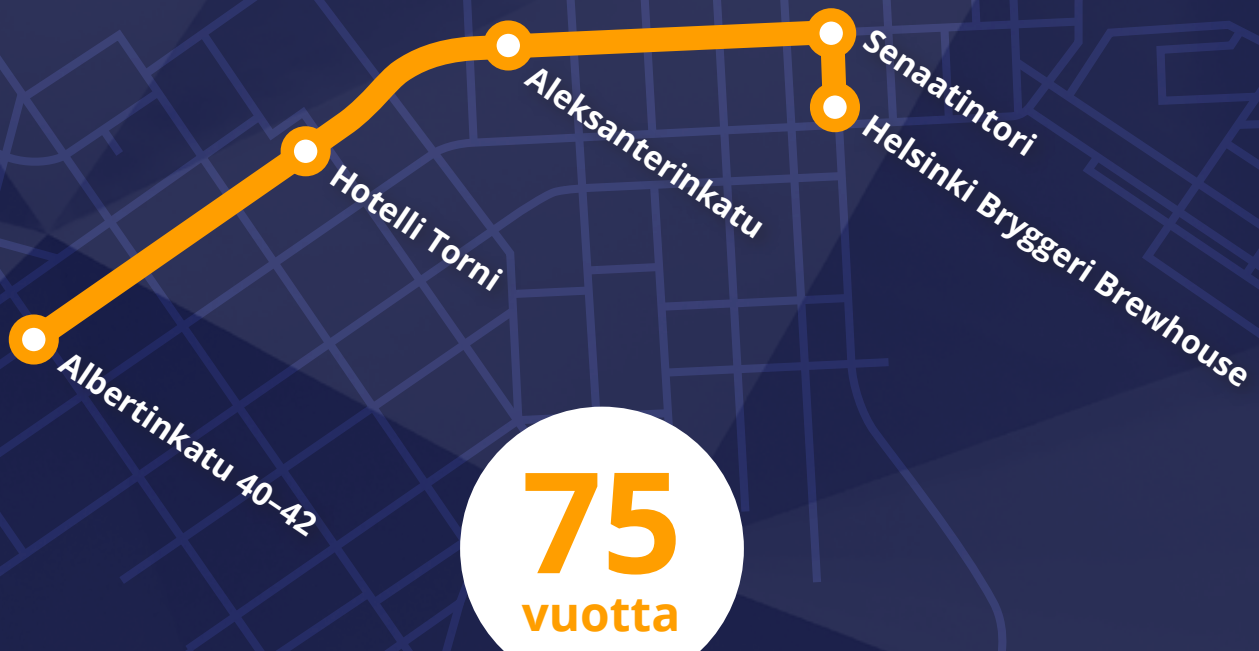 Senaatintori
Aleksanterinkatu
Helsinki Bryggeri Brewhouse
Hotelli Torni
Albertinkatu 40–42
75
vuotta